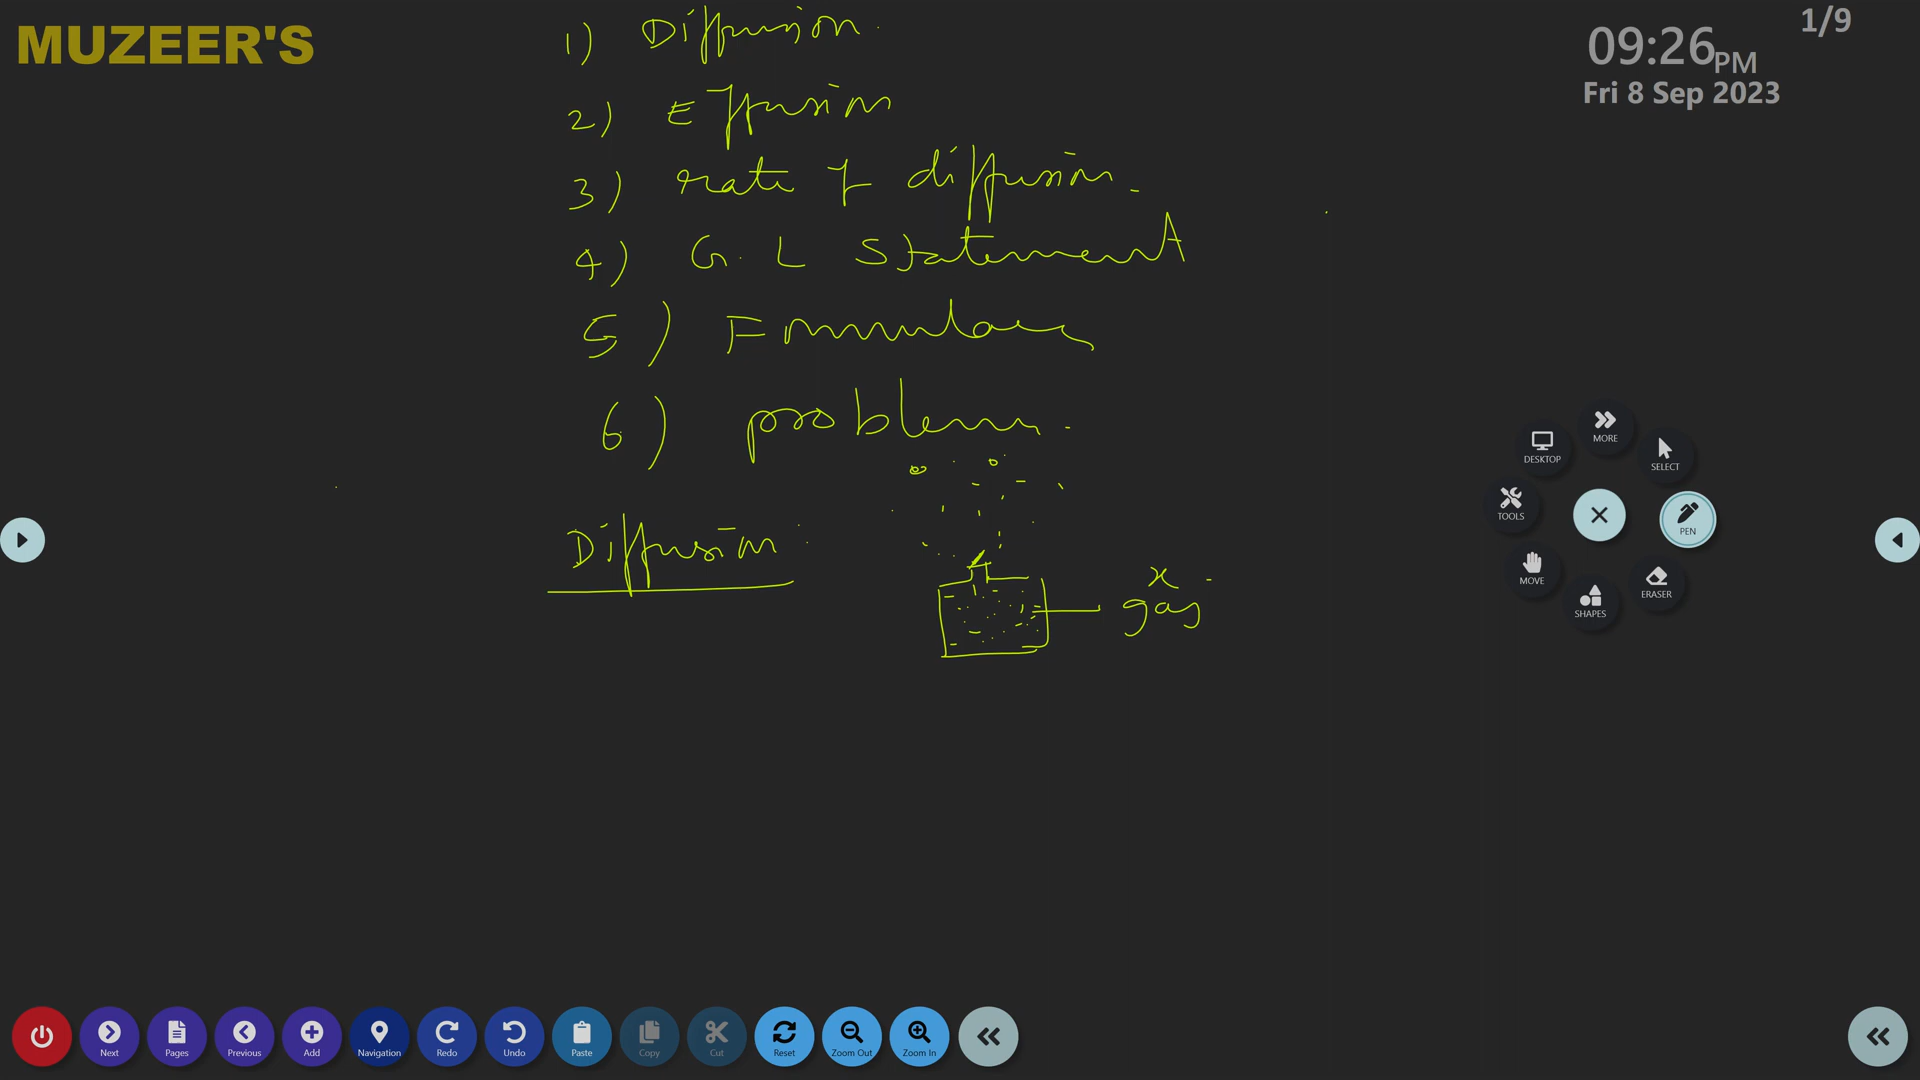 MUZEER'S
1/9
09:26PM
Fri 8 Sep 2023
1) Diffusion.
2) Effusion
3) rate of diffusion.
4) G.L Statement
5) Formulae
6) problem.
Diffusion:
x
gas
MORE
DESKTOP
SELECT
TOOLS
PEN
MOVE
ERASER
SHAPES
Next
Pages
Previous
Add
Navigation
Redo
Undo
Paste
Copy
Cut
Reset
Zoom Out
Zoom In